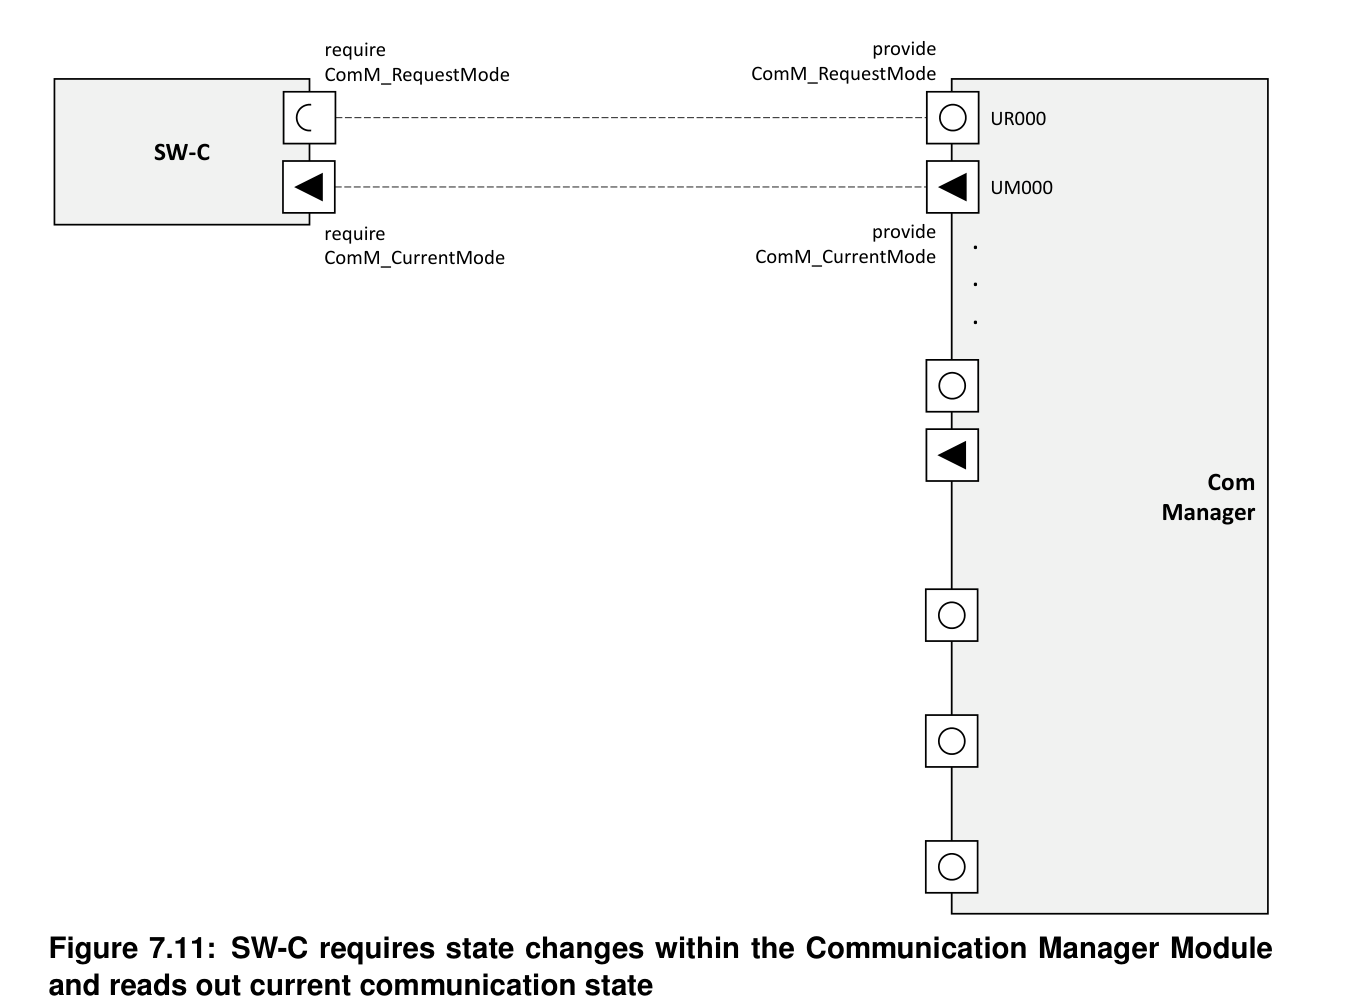 require
ComM_RequestMode
provide
ComM_RequestMode
SW-C
UR000
UM000
require
ComM_CurrentMode
provide
ComM_CurrentMode
Com
Manager
Figure 7.11: SW-C requires state changes within the Communication Manager Module
and reads out current communication state